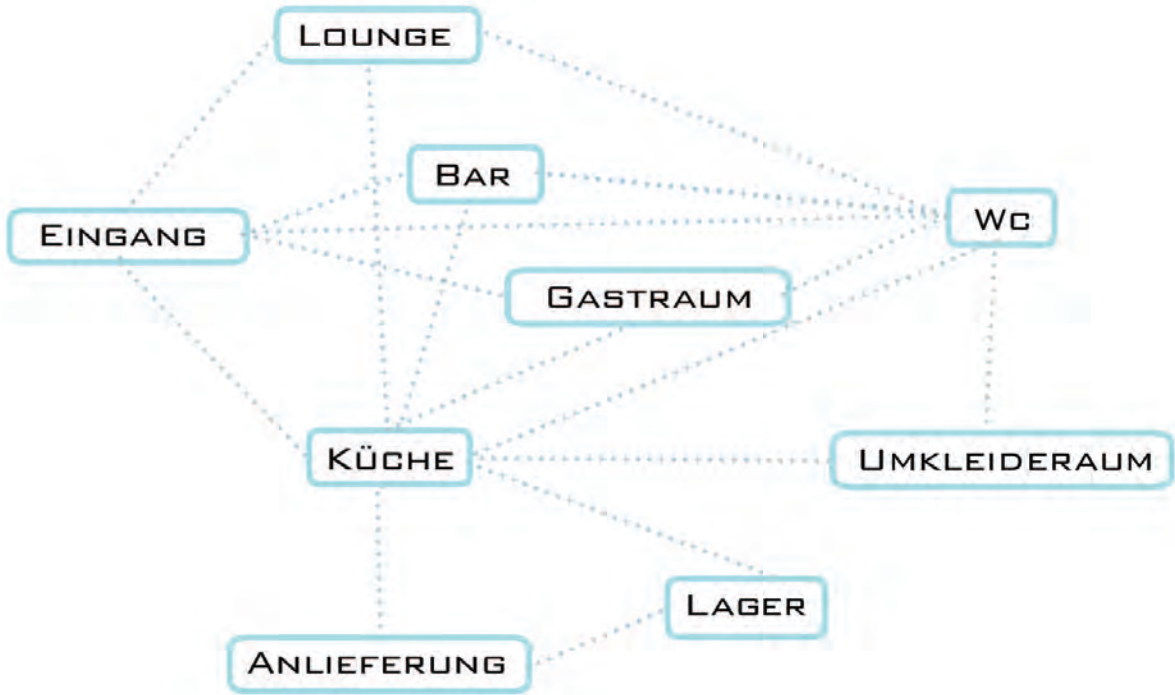 LOUNGE
BAR
EINGANG
WC
GASTRAUM
KÜCHE
UMKLEIDERAUM
LAGER
ANLIEFERUNG